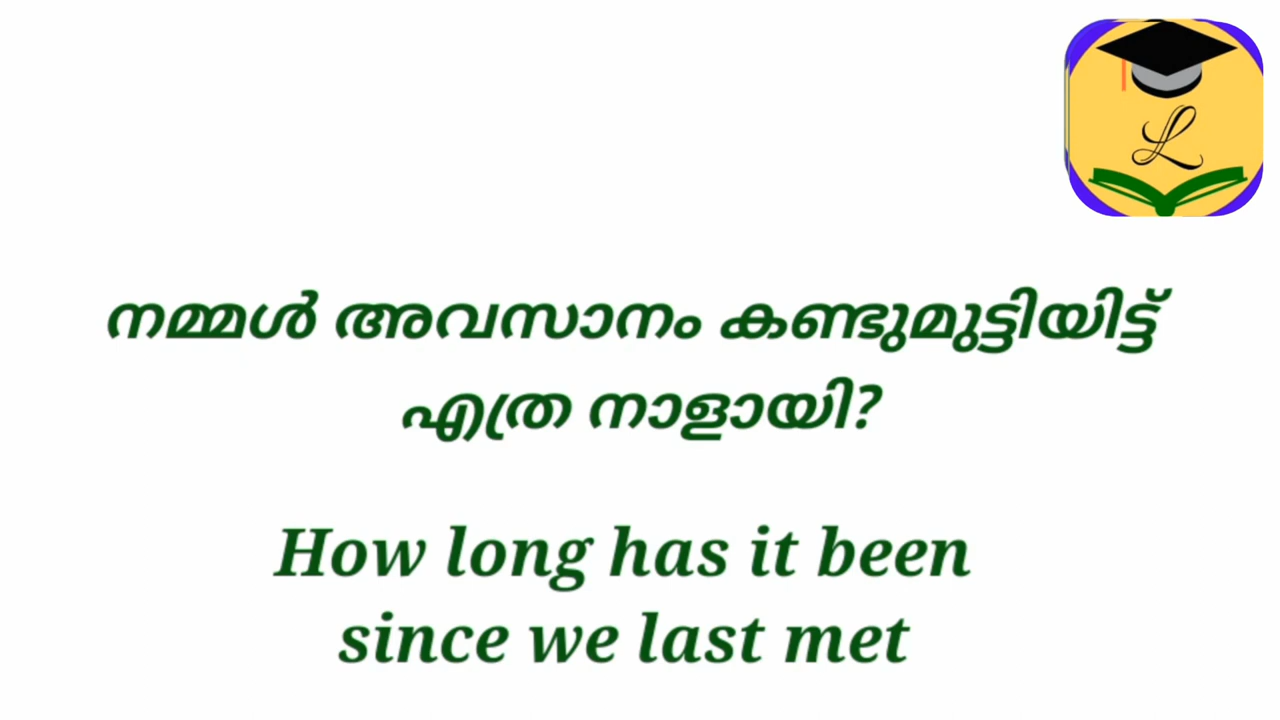 L
നമ്മൾ അവസാനം കണ്ടുമുട്ടിയിട്ട്
എത്ര നാളായി?
How long has it been
since we last met